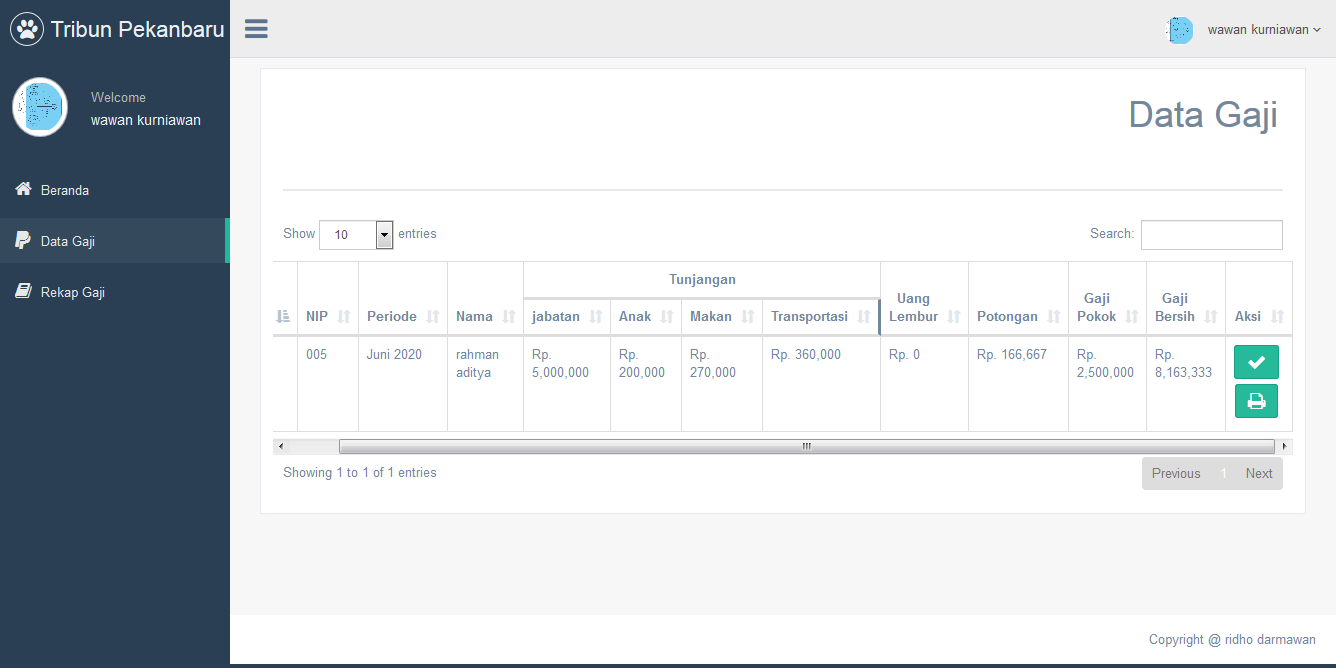 Tribun Pekanbaru
wawan kurniawan
Welcome
wawan kurniawan
Beranda
Data Gaji
Rekap Gaji
Data Gaji
Show 10 entries
Search:
Tunjangan
NIP Periode Nama jabatan Anak Makan Transportasi Uang Lembur Potongan Gaji Pokok Gaji Bersih Aksi
005 Juni 2020 rahman aditya Rp. 5,000,000 Rp. 200,000 Rp. 270,000 Rp. 360,000 Rp. 0 Rp. 166,667 Rp. 2,500,000 Rp. 8,163,333
Showing 1 to 1 of 1 entries
Previous 1 Next
Copyright @ ridho darmawan